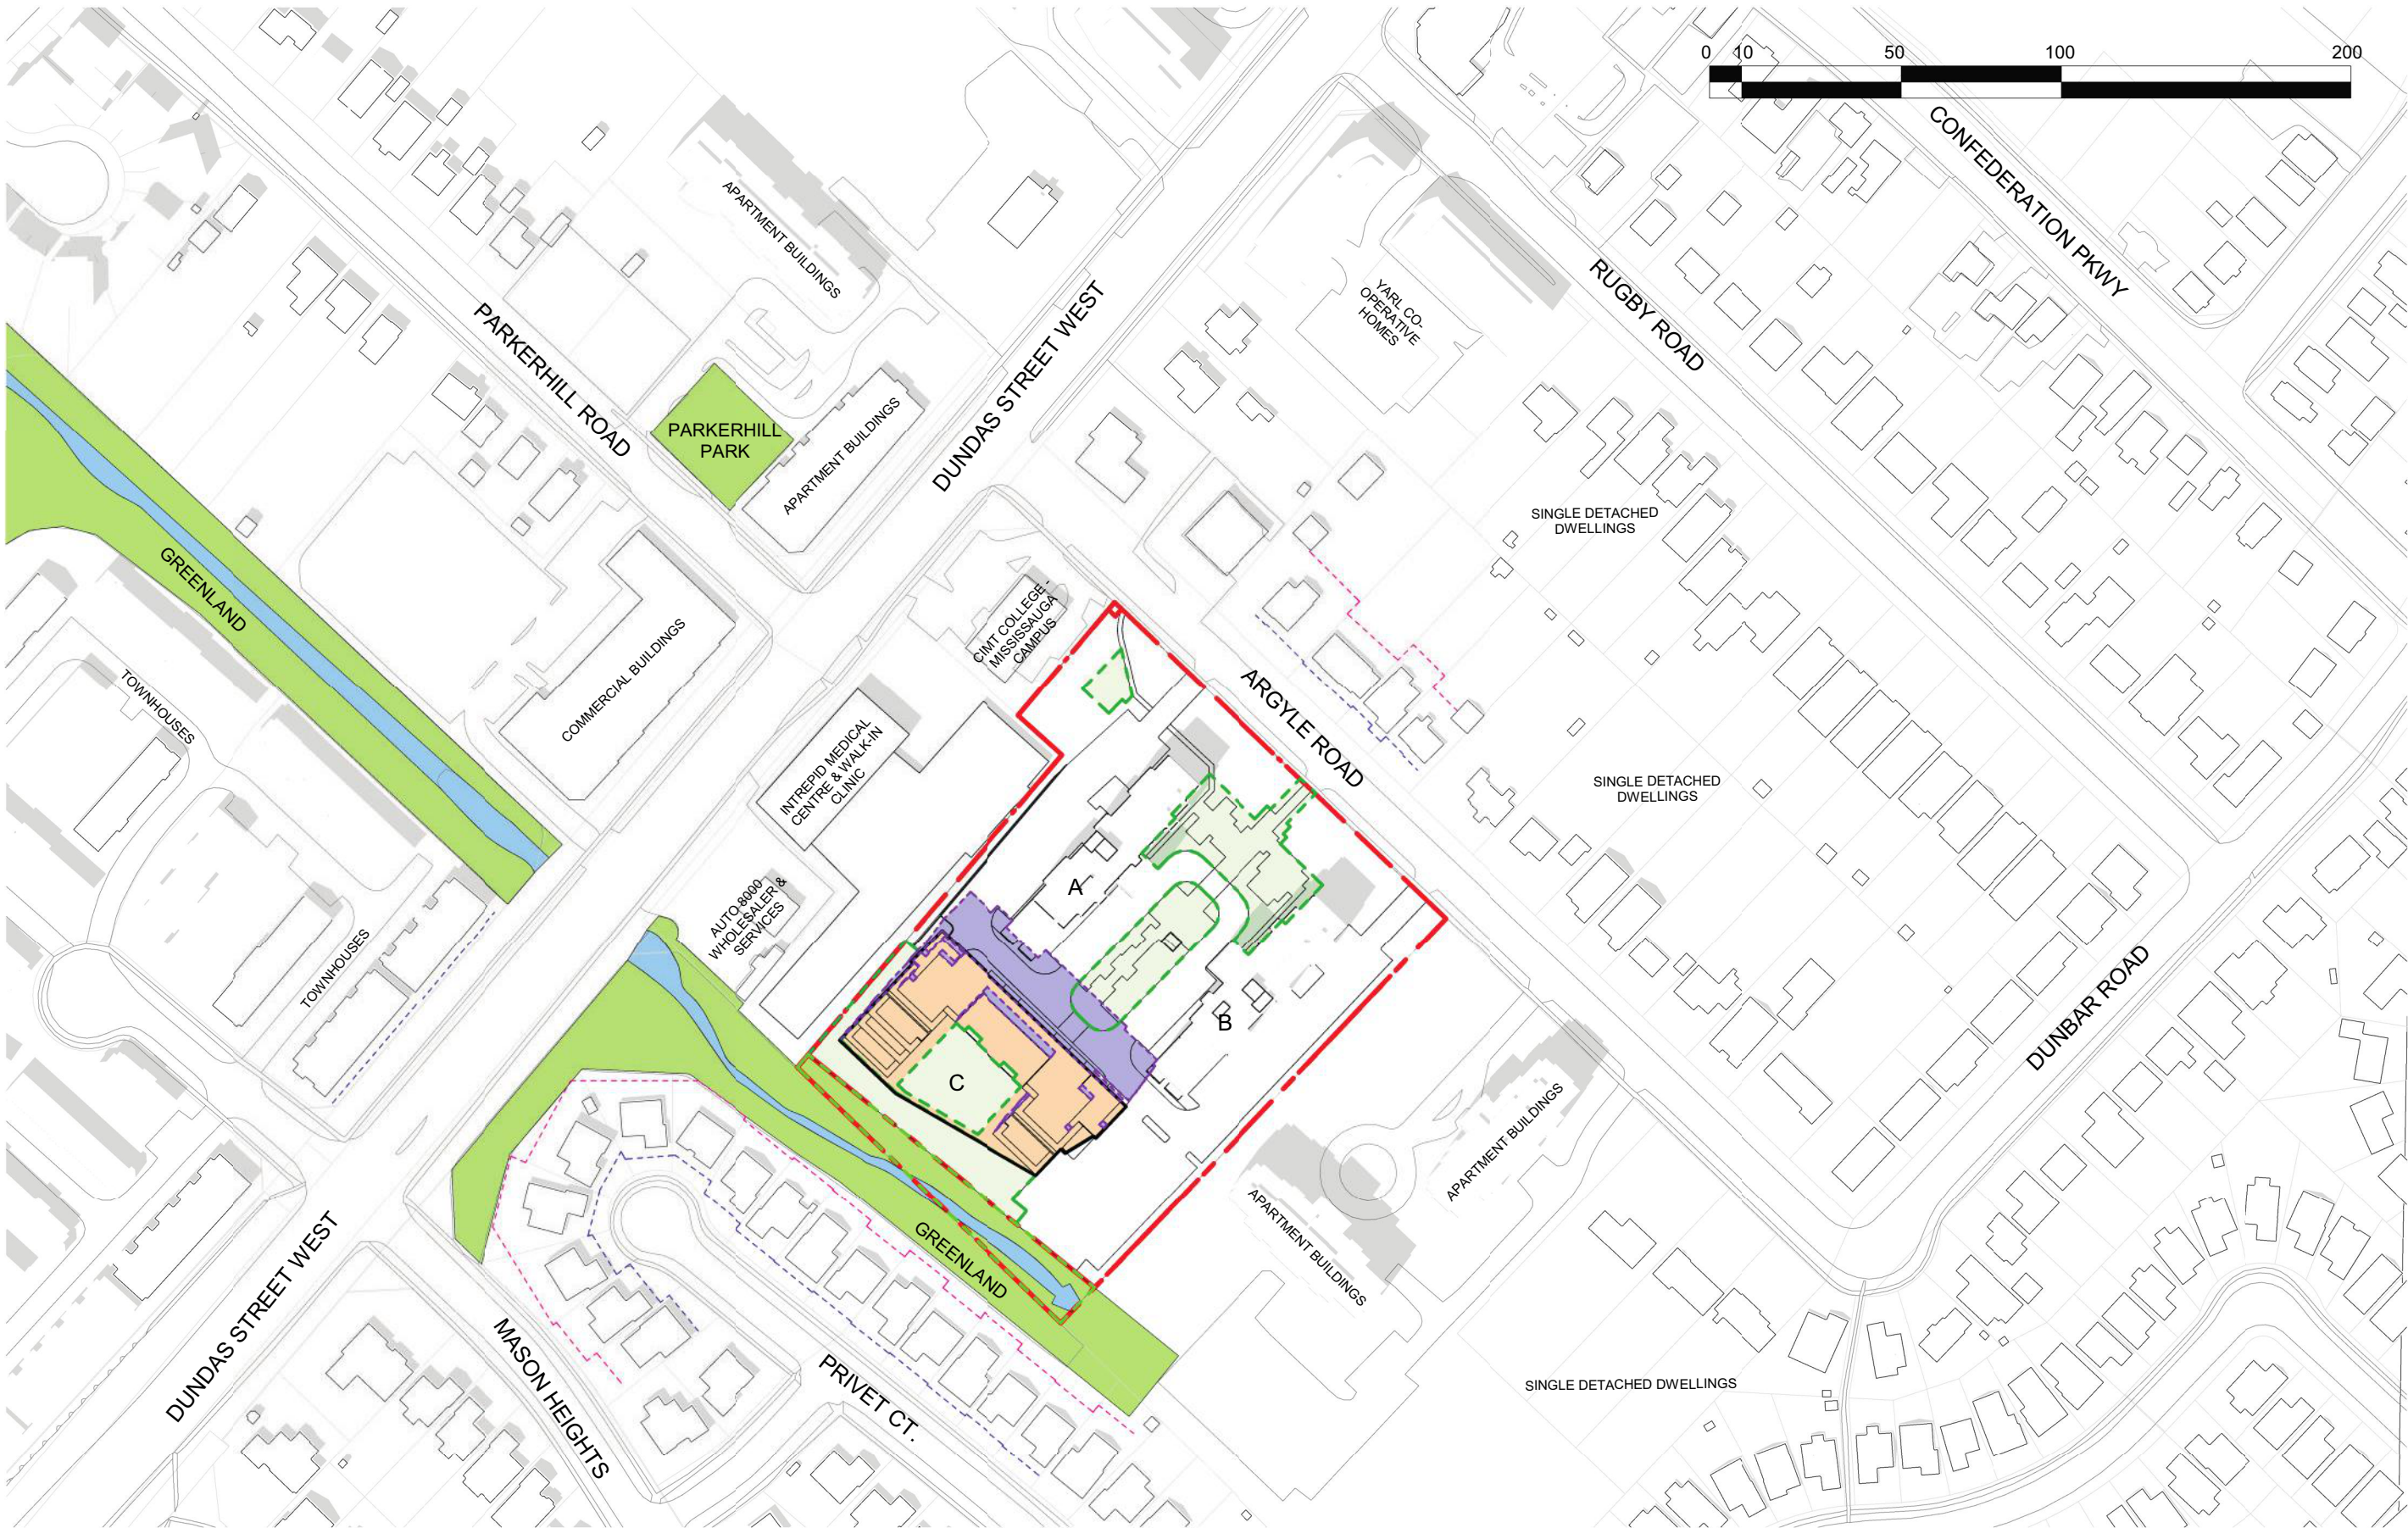 0 10 50 100 200
CONFEDERATION PKWY
APARTMENT BUILDINGS
PARKERHILL ROAD
DUNDAS STREET WEST
YARL CO-
OPERATIVE
HOMES
RUGBY ROAD
PARKERHILL
PARK
APARTMENT BUILDINGS
SINGLE DETACHED
DWELLINGS
GREENLAND
CIMT COLLEGE -
MISSISSAUGA
CAMPUS
COMMERCIAL BUILDINGS
TOWNHOUSES
ARGYLE ROAD
INTREPID MEDICAL
CENTRE & WALK-IN
CLINIC
SINGLE DETACHED
DWELLINGS
A
AUTO 8000
WHOLESALER &
SERVICES
TOWNHOUSES
B
DUNBAR ROAD
C
APARTMENT BUILDINGS
APARTMENT BUILDINGS
GREENLAND
DUNDAS STREET WEST
MASON HEIGHTS
PRIVET CT.
SINGLE DETACHED DWELLINGS